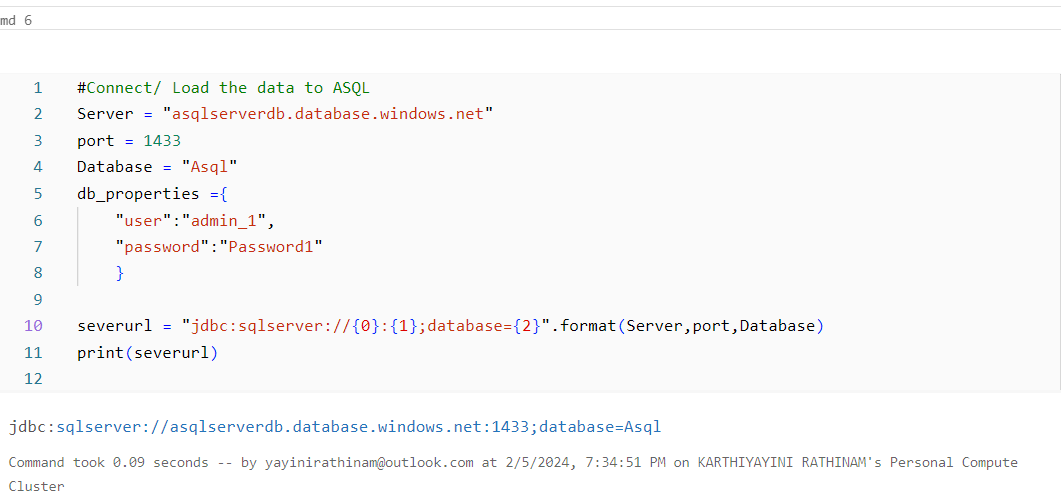 md 6
1 #Connect/ Load the data to ASQL
2 Server = "asqlserverdb.database.windows.net"
3 port = 1433
4 Database = "Asql"
5 db_properties ={
6 "user":"admin_1",
7 "password":"Password1"
8 }
9
10 severurl = "jdbc:sqlserver://{0}:{1};database={2}".format(Server,port,Database)
11 print(severurl)
12
jdbc:sqlserver://asqlserverdb.database.windows.net:1433;database=Asql
Command took 0.09 seconds -- by yayinirathinam@outlook.com at 2/5/2024, 7:34:51 PM on KARTHIYAYINI RATHINAM's Personal Compute
Cluster